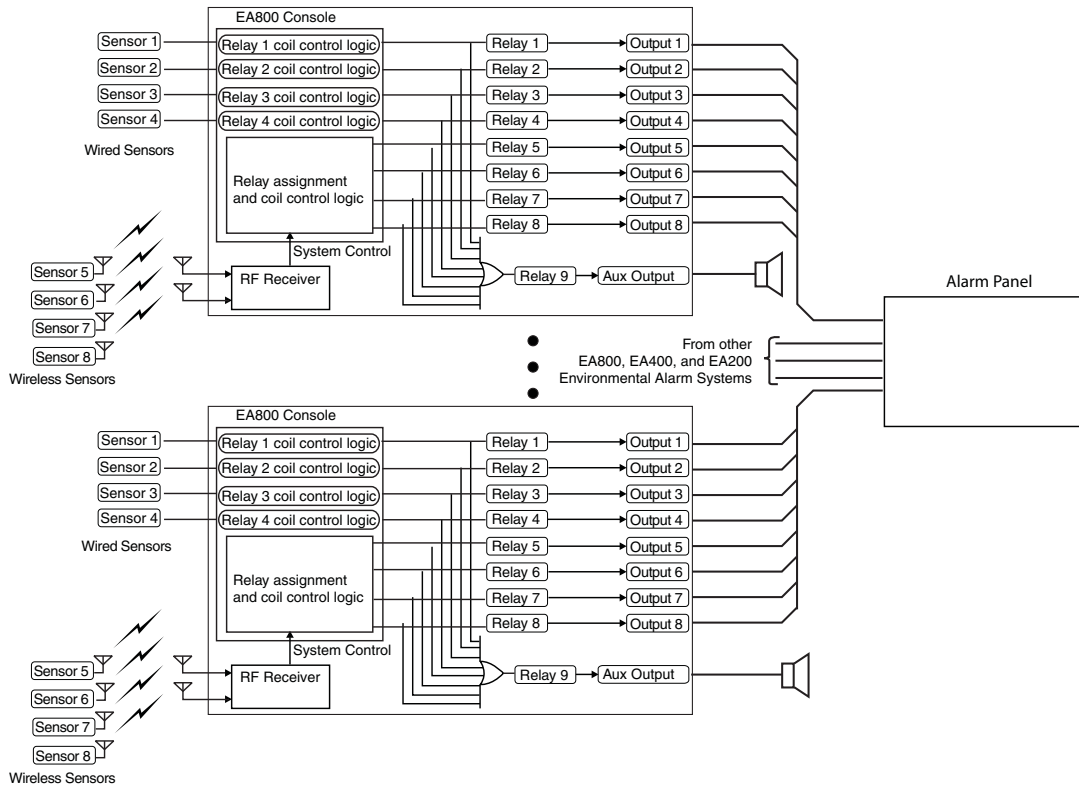 EA800 Console
Sensor 1
Relay 1 coil control logic
Relay 1
Output 1
Sensor 2
Relay 2 coil control logic
Relay 2
Output 2
Sensor 3
Relay 3 coil control logic
Relay 3
Output 3
Sensor 4
Relay 4 coil control logic
Relay 4
Output 4
Wired Sensors
Relay 5
Output 5
Relay assignment
and coil control logic
Relay 6
Output 6
Relay 7
Output 7
Relay 8
Output 8
System Control
Sensor 5
RF Receiver
Relay 9
Aux Output
Sensor 6
Sensor 7
Sensor 8
Wireless Sensors
Alarm Panel
From other
EA800, EA400, and EA200
Environmental Alarm Systems
EA800 Console
Sensor 1
Relay 1 coil control logic
Relay 1
Output 1
Sensor 2
Relay 2 coil control logic
Relay 2
Output 2
Sensor 3
Relay 3 coil control logic
Relay 3
Output 3
Sensor 4
Relay 4 coil control logic
Relay 4
Output 4
Wired Sensors
Relay 5
Output 5
Relay assignment
and coil control logic
Relay 6
Output 6
Relay 7
Output 7
Relay 8
Output 8
System Control
Sensor 5
RF Receiver
Relay 9
Aux Output
Sensor 6
Sensor 7
Sensor 8
Wireless Sensors